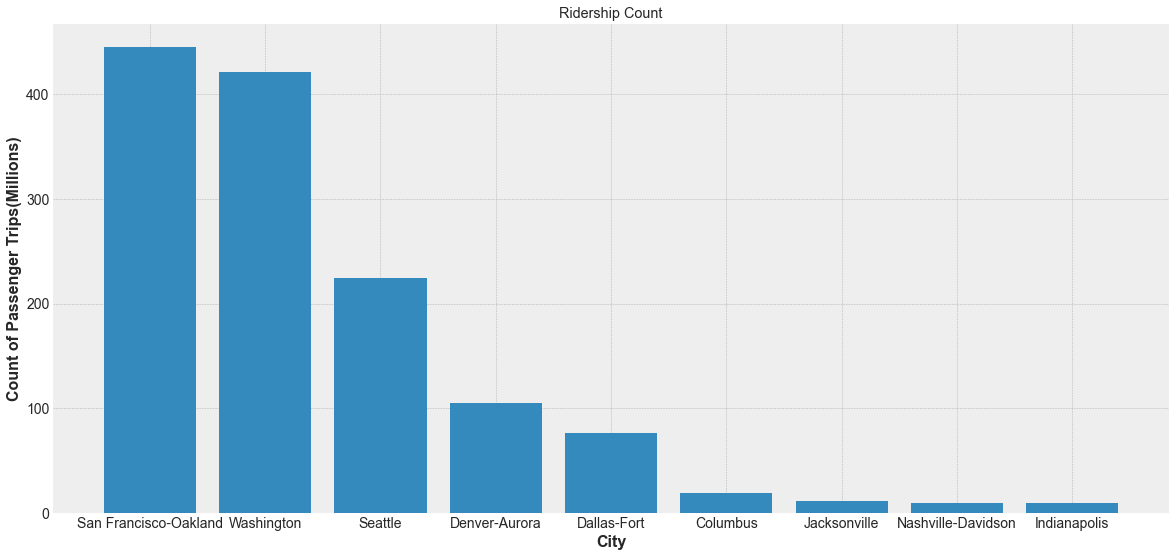 Ridership Count
Count of Passenger Trips(Millions)
400
300
200
100
0
San Francisco-Oakland Washington Seattle Denver-Aurora Dallas-Fort Columbus Jacksonville Nashville-Davidson Indianapolis
City